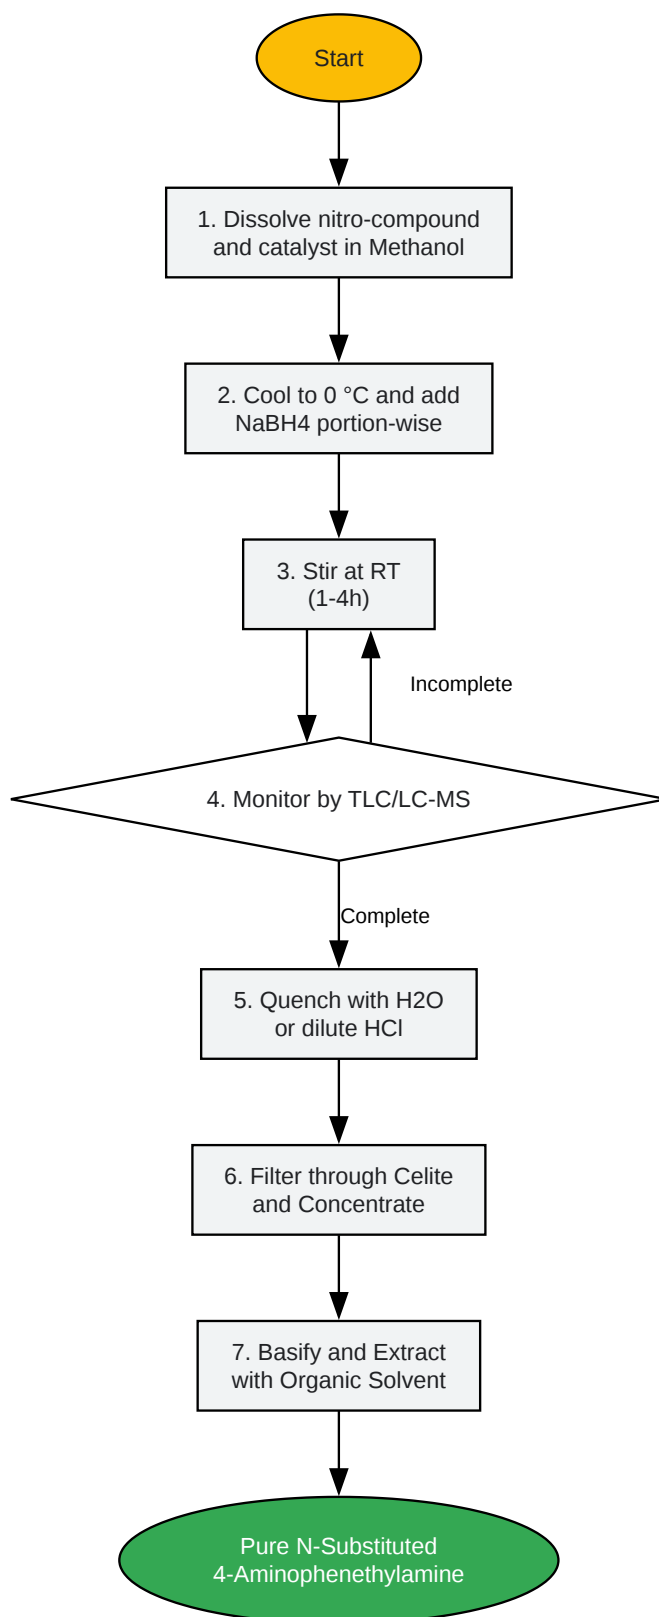 Start
1. Dissolve nitro-compound
and catalyst in Methanol
2. Cool to 0 °C and add
NaBH4 portion-wise
3. Stir at RT
(1-4h)
Incomplete
4. Monitor by TLC/LC-MS
Complete
5. Quench with H2O
or dilute HCl
6. Filter through Celite
and Concentrate
7. Basify and Extract
with Organic Solvent
Pure N-Substituted
4-Aminophenethylamine